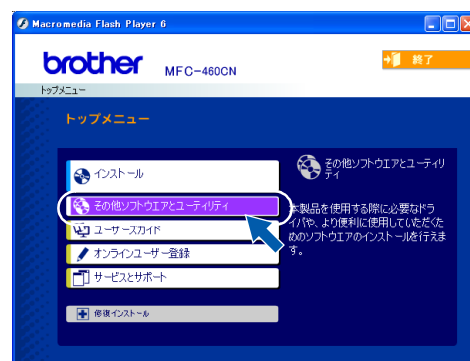 Macromedia Flash Player 6
brother MFC-460CN
終了
トップメニュー
トップメニュー
インストール
その他ソフトウエアとユーティリティ
ユーザーズガイド
オンラインユーザー登録
サービスとサポート
修復インストール
その他ソフトウエアとユーティリ
ティ
本製品を使用する際に必要なドラ
イバや、より便利に使用していただくた
めのソフトウエアのインストールを行えま
す。